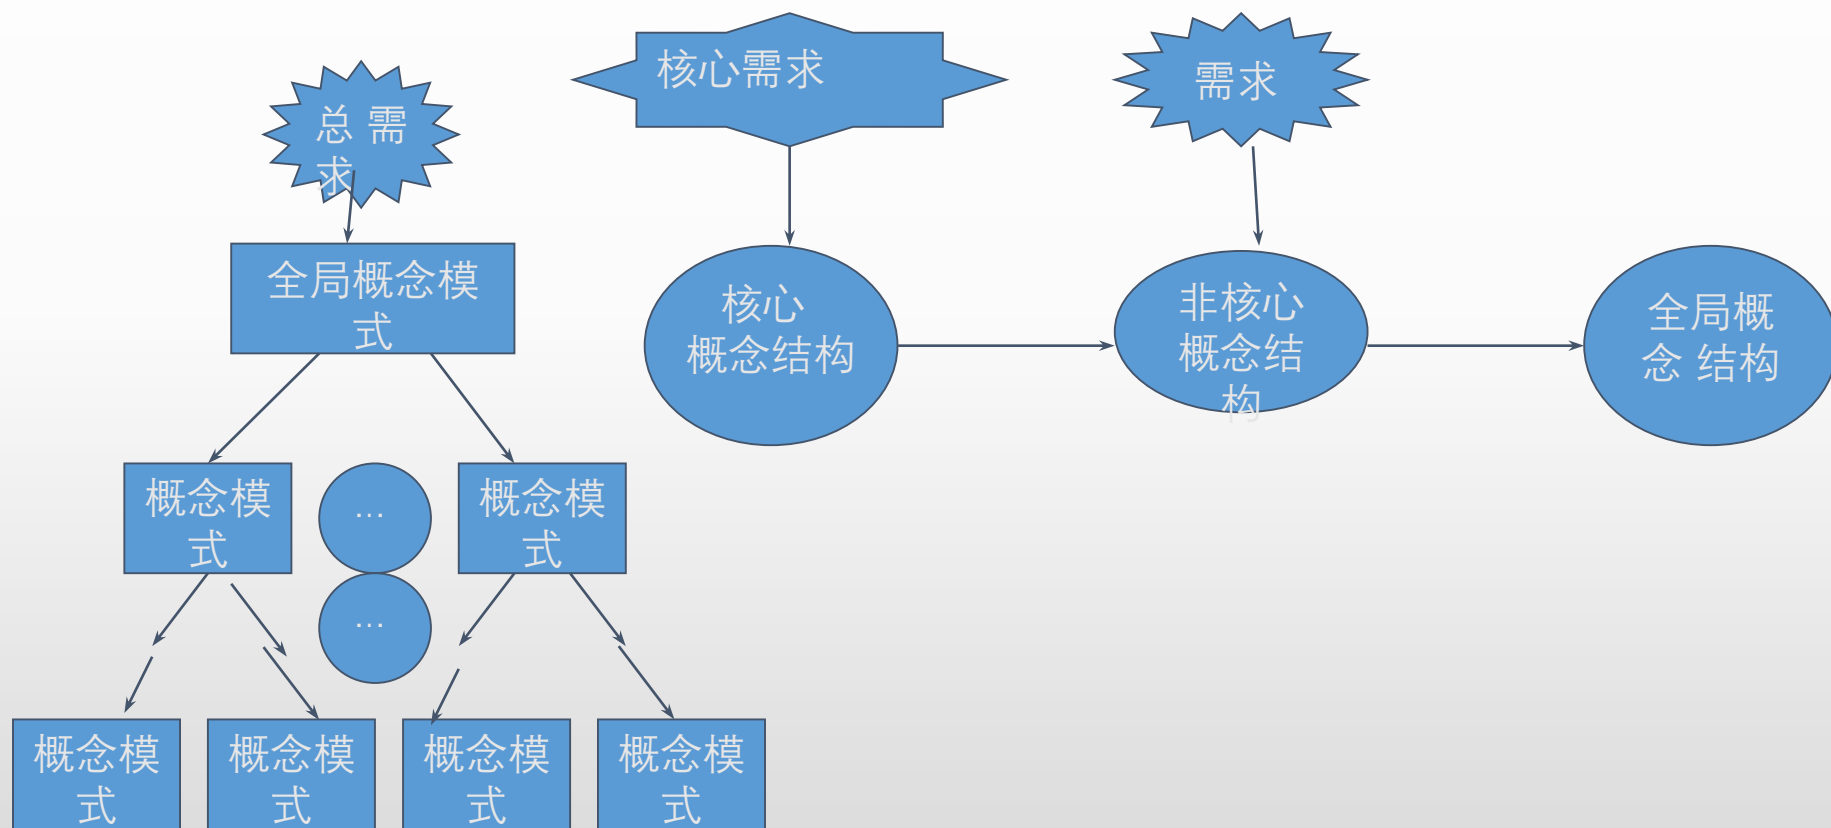 总 需
求
核心需求
需求
全局概念模
式
核心
概念结构
非核心
概念结
构
全局概
念 结构
概念模
式
…
概念模
式
…
概念模
式
概念模
式
概念模
式
概念模
式